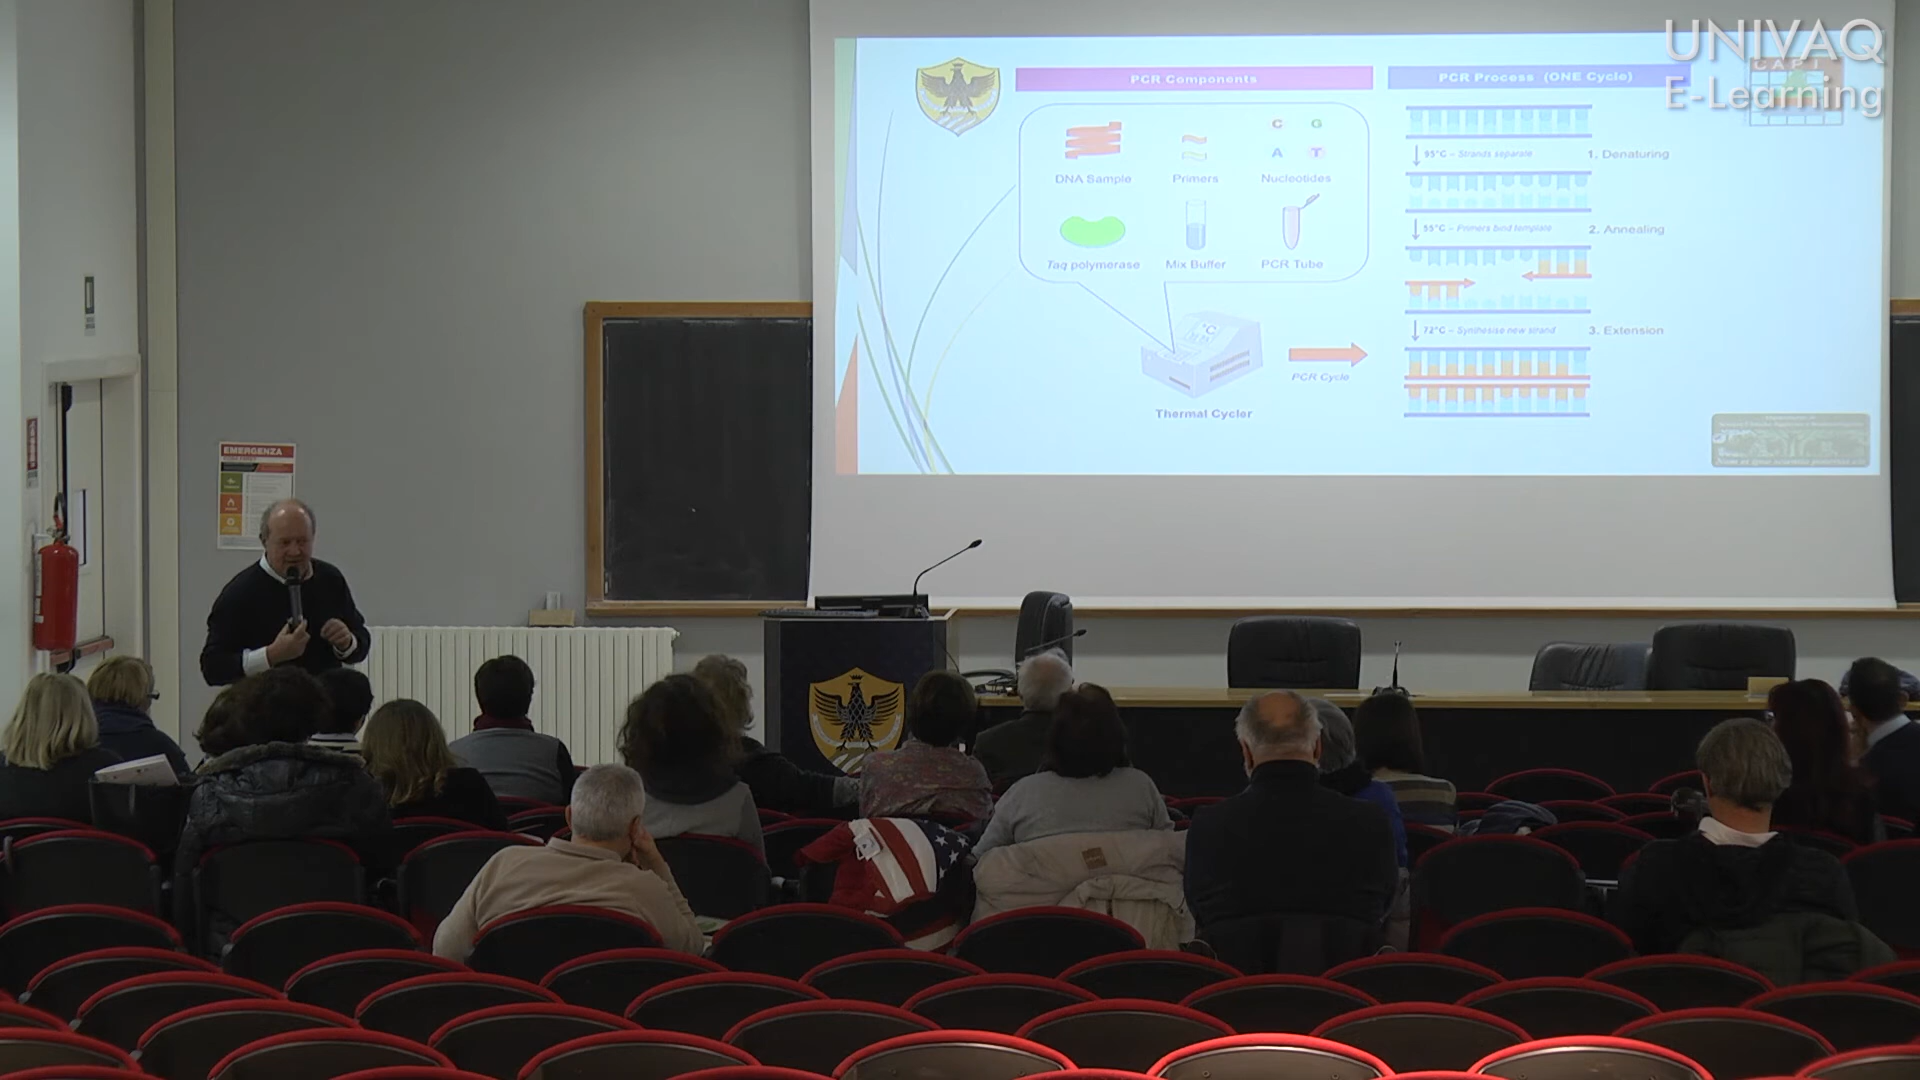 UNIVAQ
E-Learning
PCR Components
PCR Process (ONE Cycle)
C G
A T
DNA Sample
Primers
Nucleotides
Taq polymerase
Mix Buffer
PCR Tube
°C
Thermal Cycler
PCR Cycle
95°C – Strands separate
1. Denaturing
55°C – Primers bind template
2. Annealing
72°C – Synthesise new strand
3. Extension
EMERGENZA